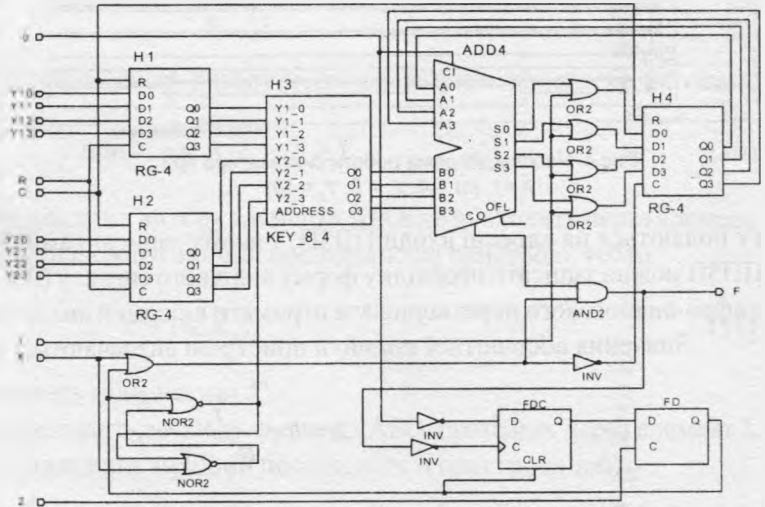 H1
R
D0
D1
D2
D3
C
Q0
Q1
Q2
Q3
RG-4
H2
R
D0
D1
D2
D3
C
Q0
Q1
Q2
Q3
RG-4
H3
Y1_0
Y1_1
Y1_2
Y1_3
Y2_0
Y2_1
Y2_2
Y2_3
ADDRESS
O0
O1
O2
O3
KEY_8_4
ADD4
CI
A0
A1
A2
A3
B0
B1
B2
B3
S0
S1
S2
S3
OFL
CO
OR2
OR2
OR2
OR2
H4
R
D0
D1
D2
D3
C
Q0
Q1
Q2
Q3
RG-4
Y10
Y11
Y12
Y13
R
C
Y20
Y21
Y22
Y23
OR2
NOR2
NOR2
AND2
F
INV
INV
INV
FDC
D
Q
C
CLR
FD
D
Q
C